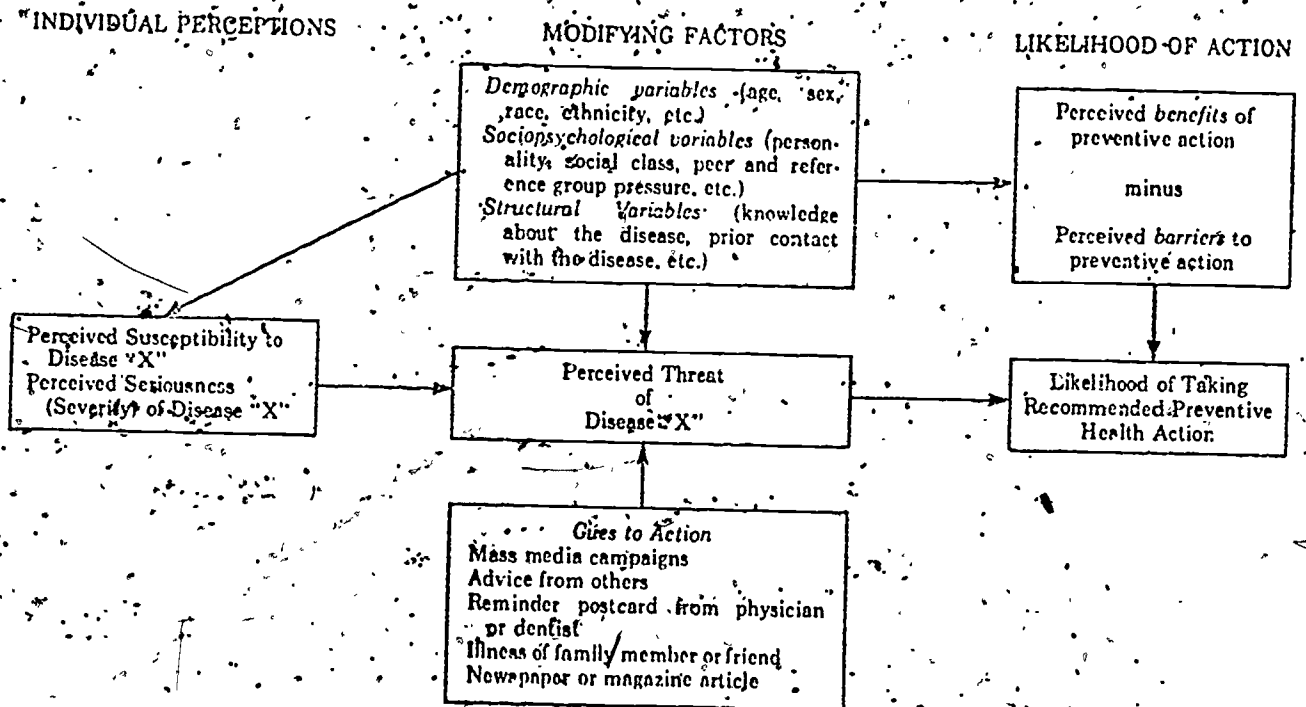 "INDIVIDUAL PERCEPTIONS
MODIFYING FACTORS
LIKELIHOOD OF ACTION
Demographic variables (age, sex,
race, ethnicity, etc.)
Sociopsychological variables (person-
ality, social class, peer and refer-
ence group pressure, etc.)
Structural Variables (knowledge
about the disease, prior contact
with the disease, etc.)
Perceived benefits of
preventive action
minus
Perceived barriers to
preventive action
Perceived Susceptibility to
Disease "X"
Perceived Seriousness
(Severity) of Disease "X"
Perceived Threat
of
Disease "X"
Likelihood of Taking
Recommended Preventive
Health Action
Cues to Action
Mass media campaigns
Advice from others
Reminder postcard from physician
or dentist
Illness of family member or friend
Newspaper or magazine article